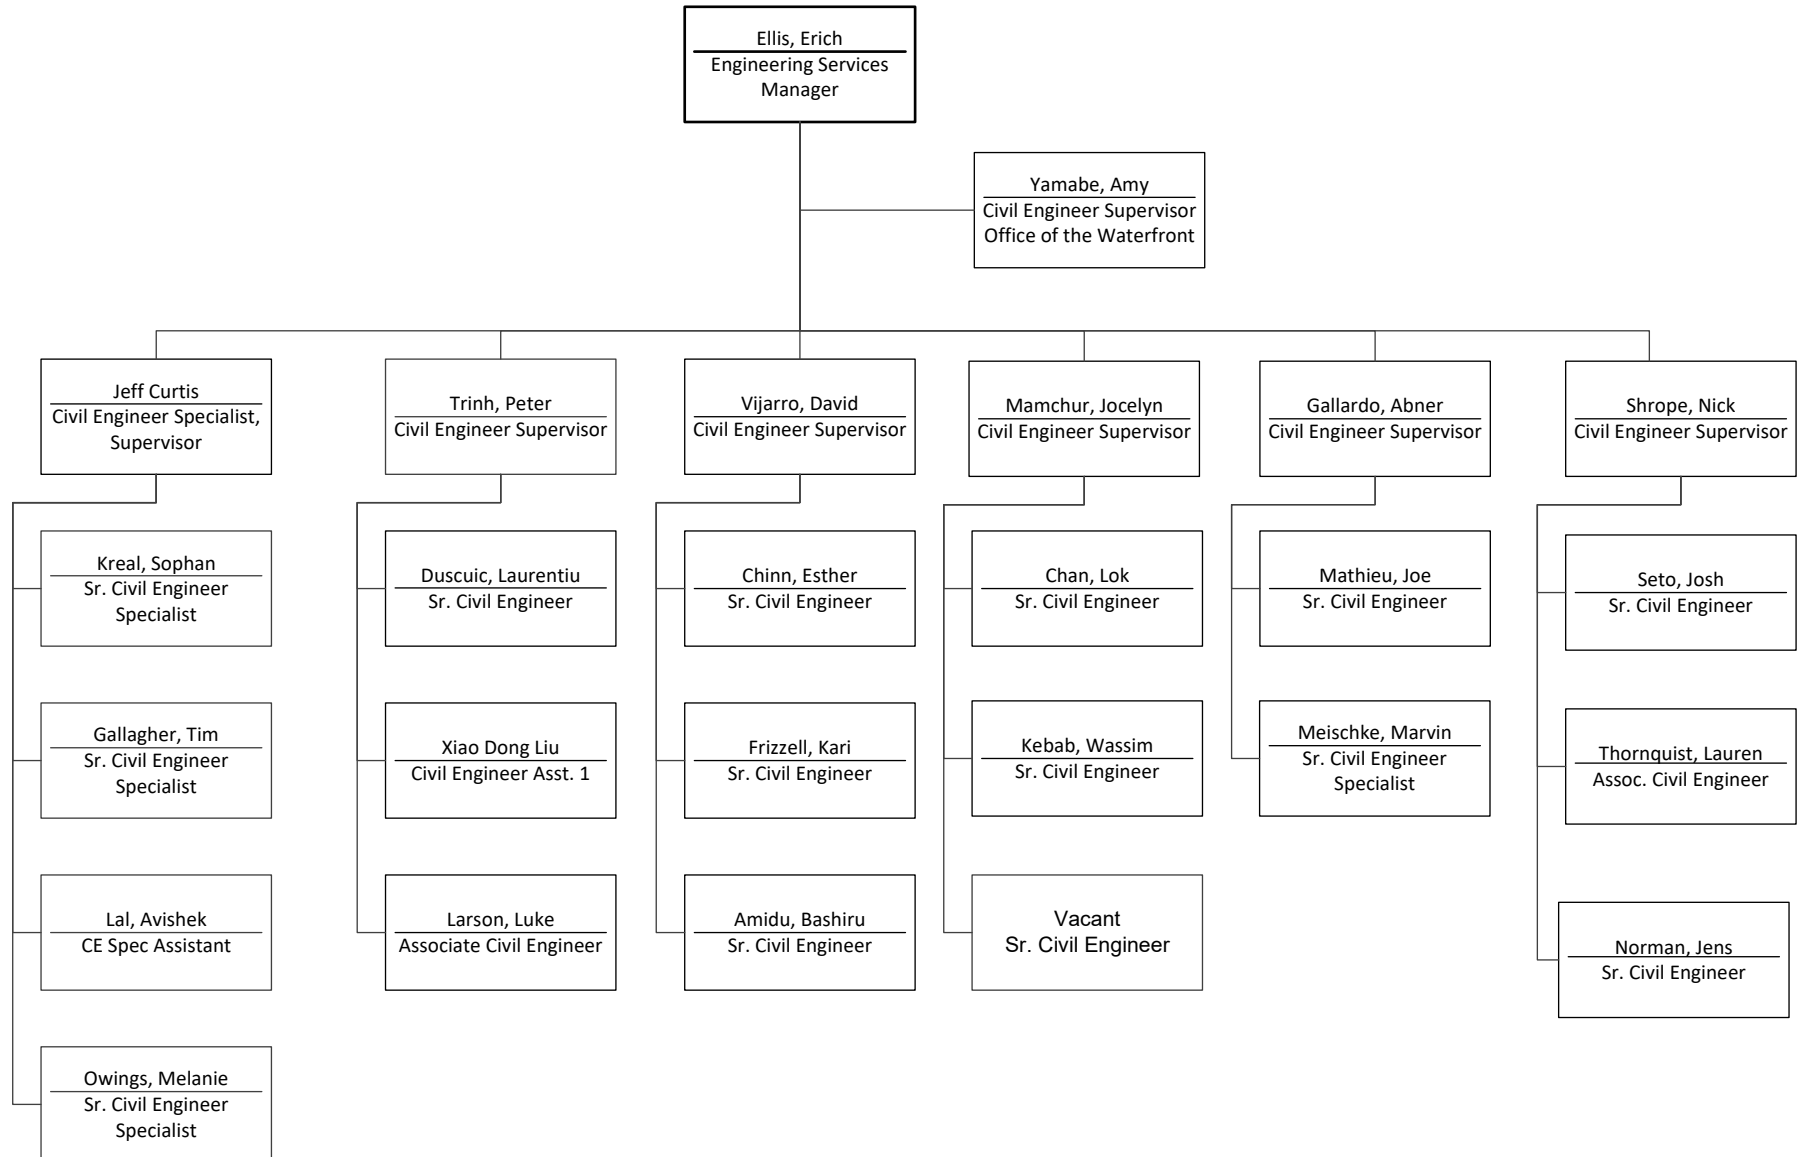 Ellis, Erich
Engineering Services
Manager
Yamabe, Amy
Civil Engineer Supervisor
Office of the Waterfront
Jeff Curtis
Civil Engineer Specialist,
Supervisor
Trinh, Peter
Civil Engineer Supervisor
Vijarro, David
Civil Engineer Supervisor
Mamchur, Jocelyn
Civil Engineer Supervisor
Gallardo, Abner
Civil Engineer Supervisor
Shrope, Nick
Civil Engineer Supervisor
Kreal, Sophan
Sr. Civil Engineer
Specialist
Duscuic, Laurentiu
Sr. Civil Engineer
Chinn, Esther
Sr. Civil Engineer
Chan, Lok
Sr. Civil Engineer
Mathieu, Joe
Sr. Civil Engineer
Seto, Josh
Sr. Civil Engineer
Gallagher, Tim
Sr. Civil Engineer
Specialist
Xiao Dong Liu
Civil Engineer Asst. 1
Frizzell, Kari
Sr. Civil Engineer
Kebab, Wassim
Sr. Civil Engineer
Meischke, Marvin
Sr. Civil Engineer
Specialist
Thornquist, Lauren
Assoc. Civil Engineer
Lal, Avishek
CE Spec Assistant
Larson, Luke
Associate Civil Engineer
Amidu, Bashiru
Sr. Civil Engineer
Vacant
Sr. Civil Engineer
Norman, Jens
Sr. Civil Engineer
Owings, Melanie
Sr. Civil Engineer
Specialist